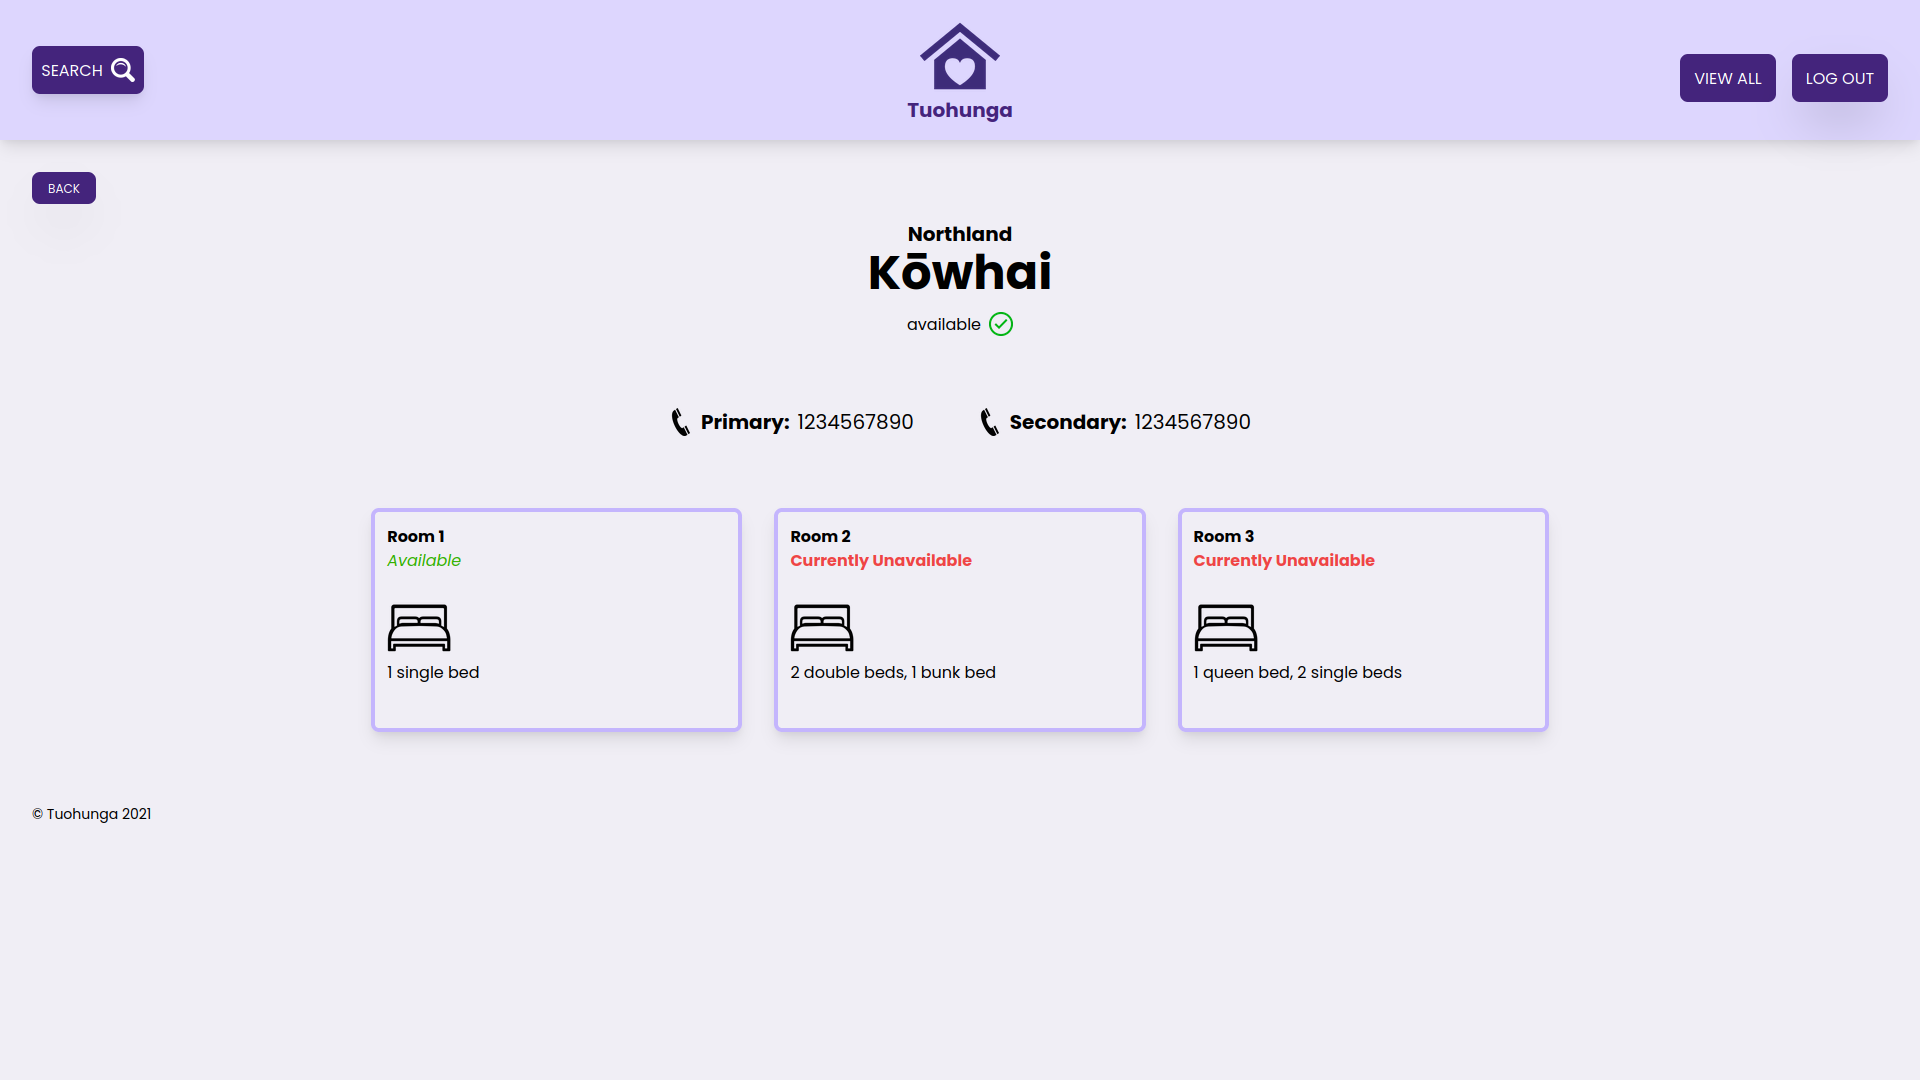 SEARCH
Tuohunga
VIEW ALL
LOG OUT
BACK
Northland
Kōwhai
available
Primary: 1234567890
Secondary: 1234567890
Room 1
Available
1 single bed
Room 2
Currently Unavailable
2 double beds, 1 bunk bed
Room 3
Currently Unavailable
1 queen bed, 2 single beds
© Tuohunga 2021